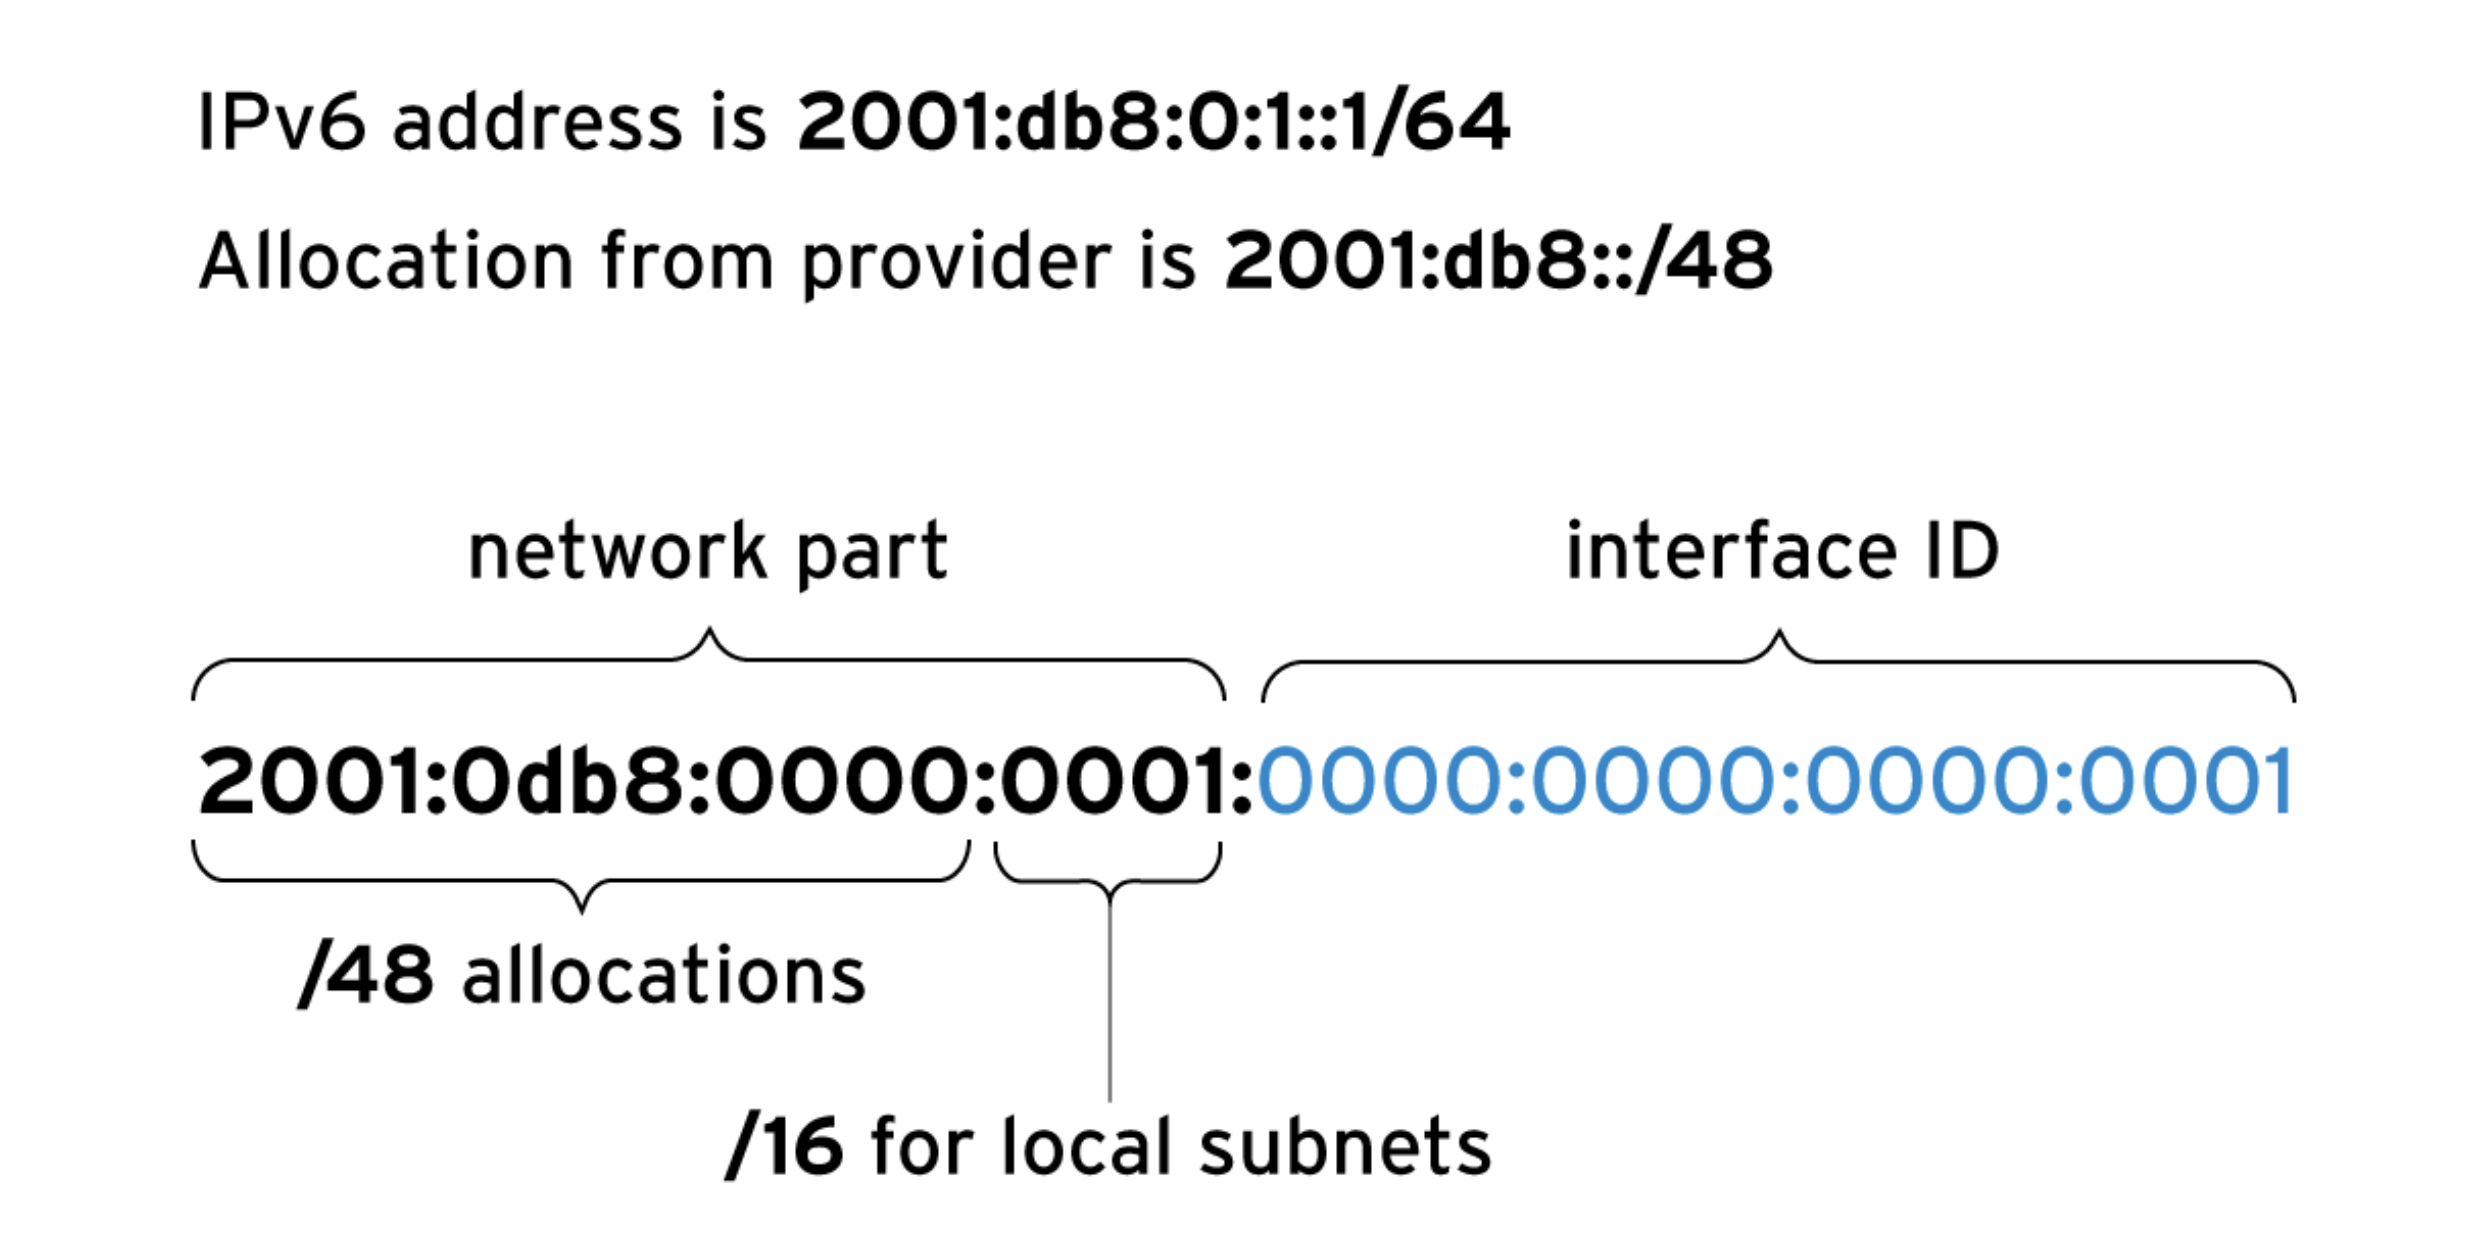 IPv6 address is 2001:db8:0:1::1/64
Allocation from provider is 2001:db8::/48
network part
interface ID
2001:0db8:0000:0001:0000:0000:0000:0001
/48 allocations
/16 for local subnets